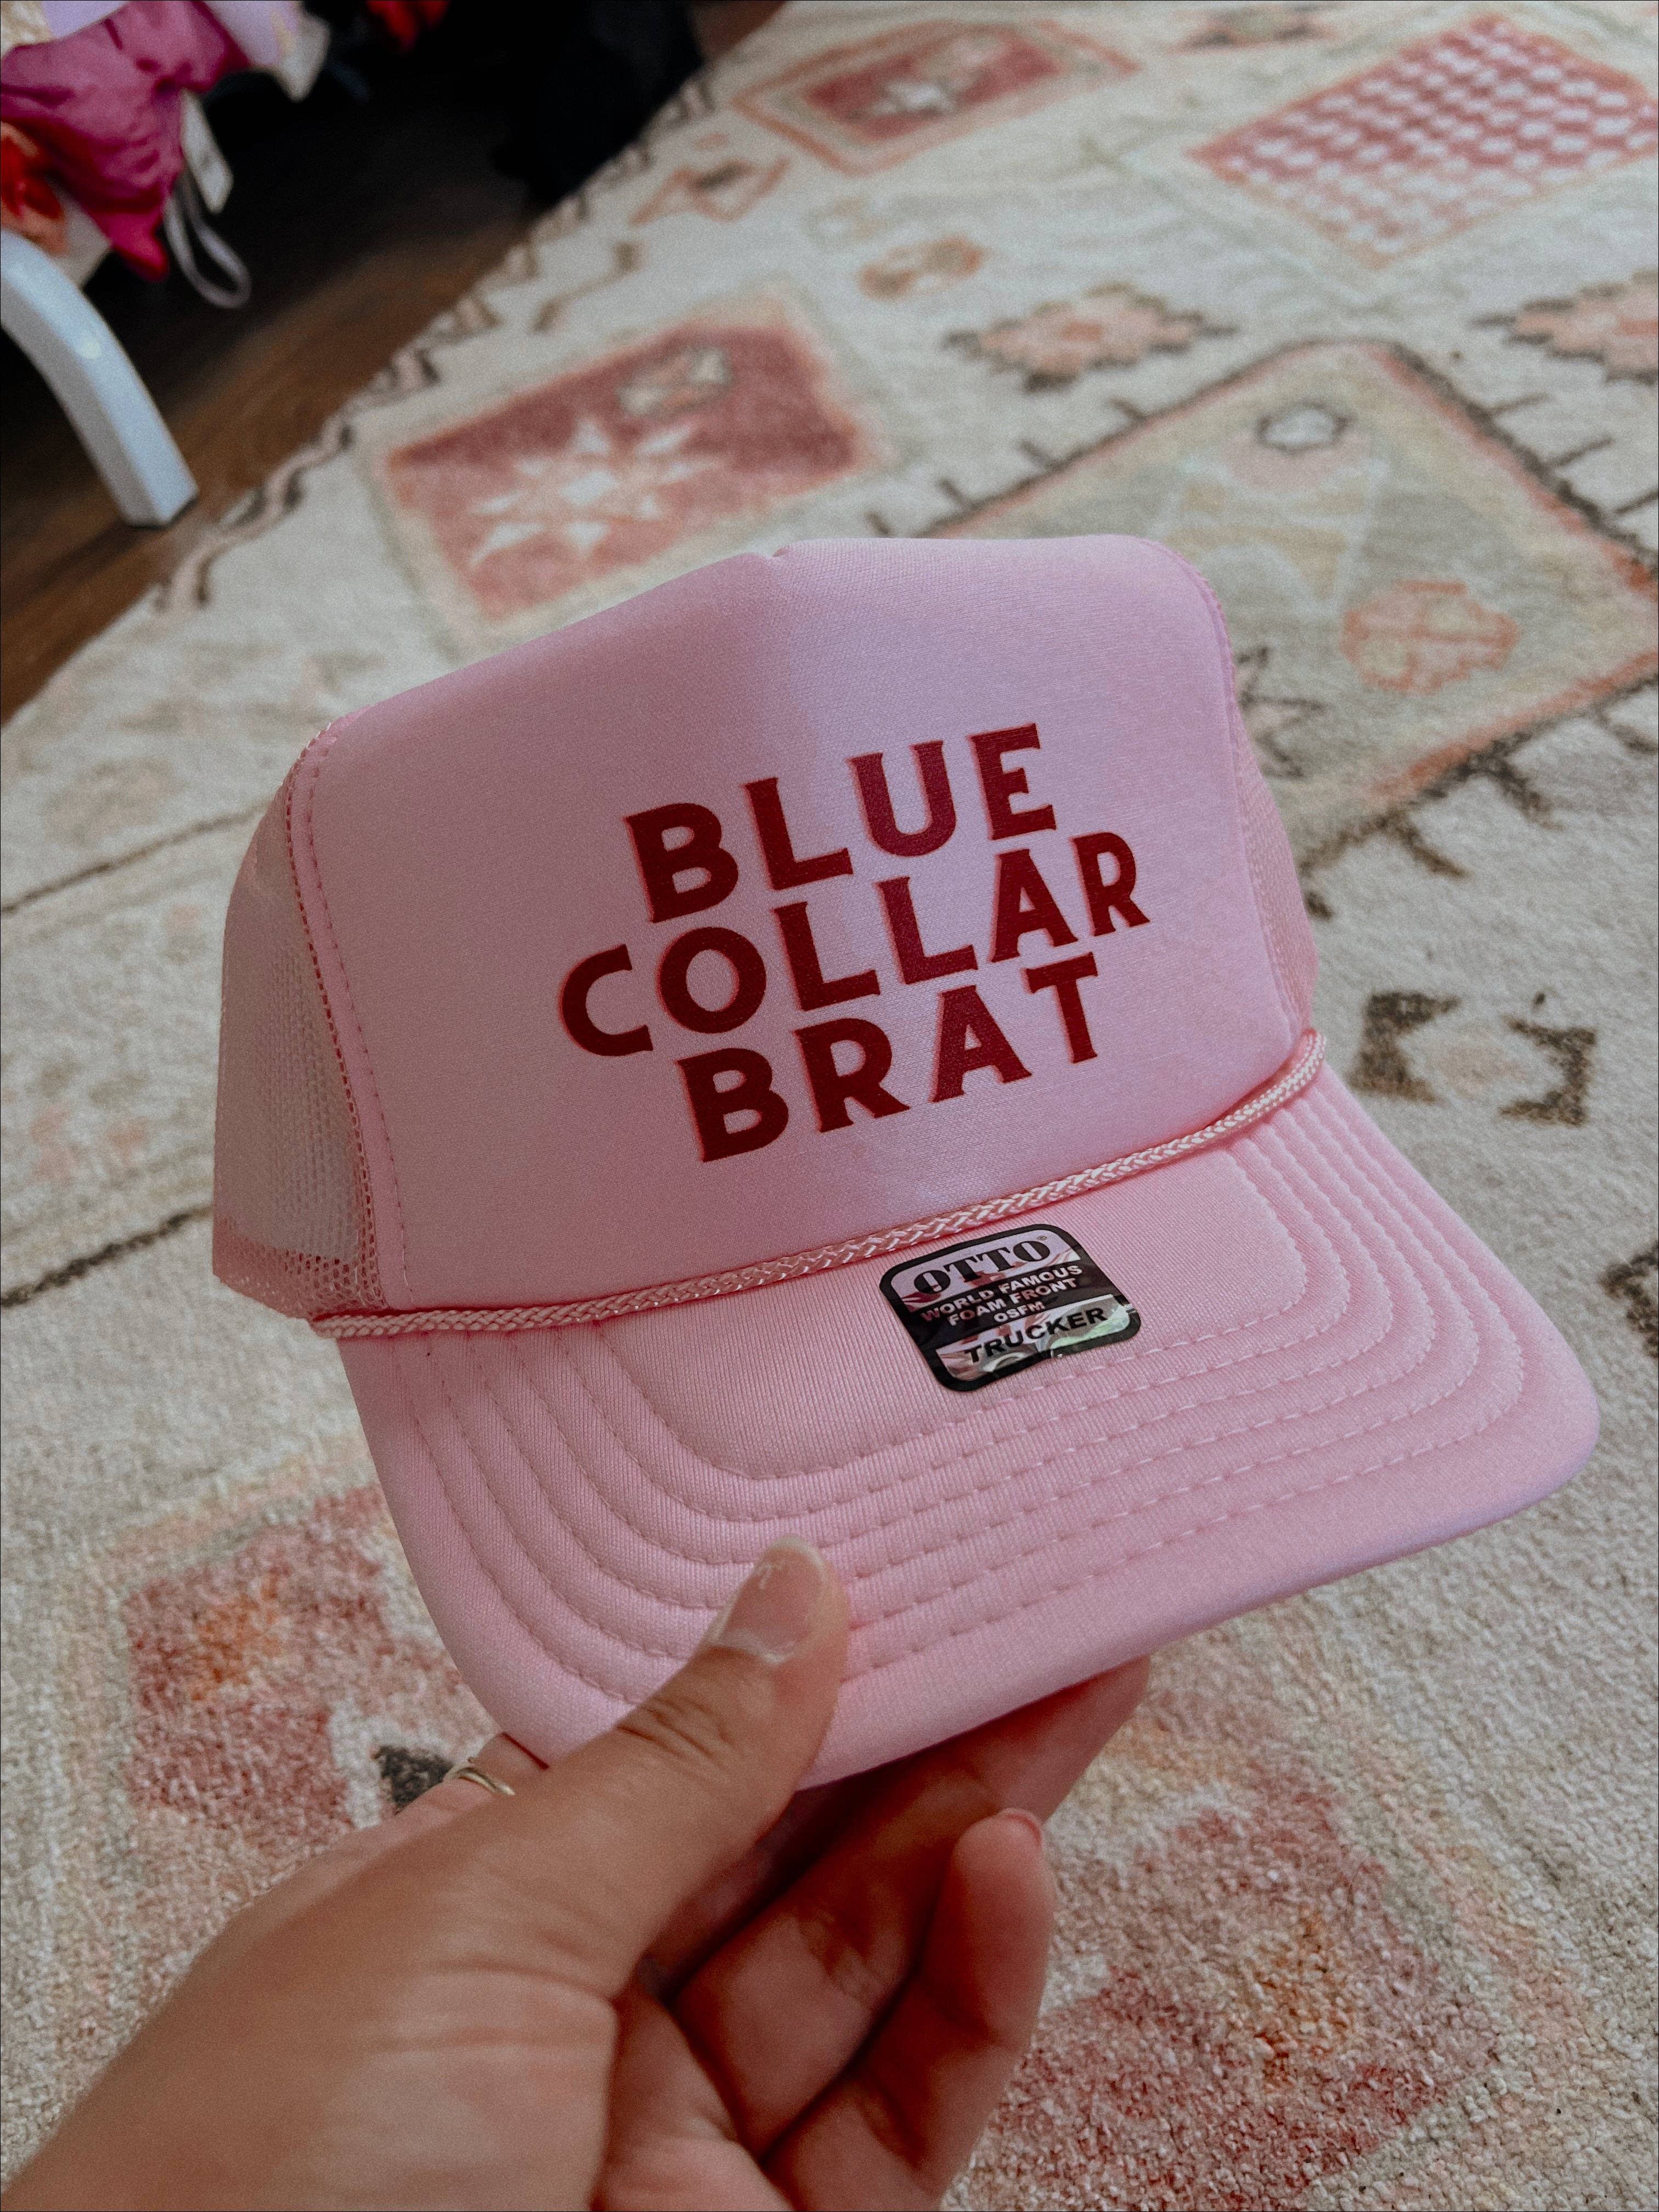 BLUE
COLLAR
BRAT
OTTO®
WORLD FAMOUS
FOAM FRONT
OSFM
TRUCKER